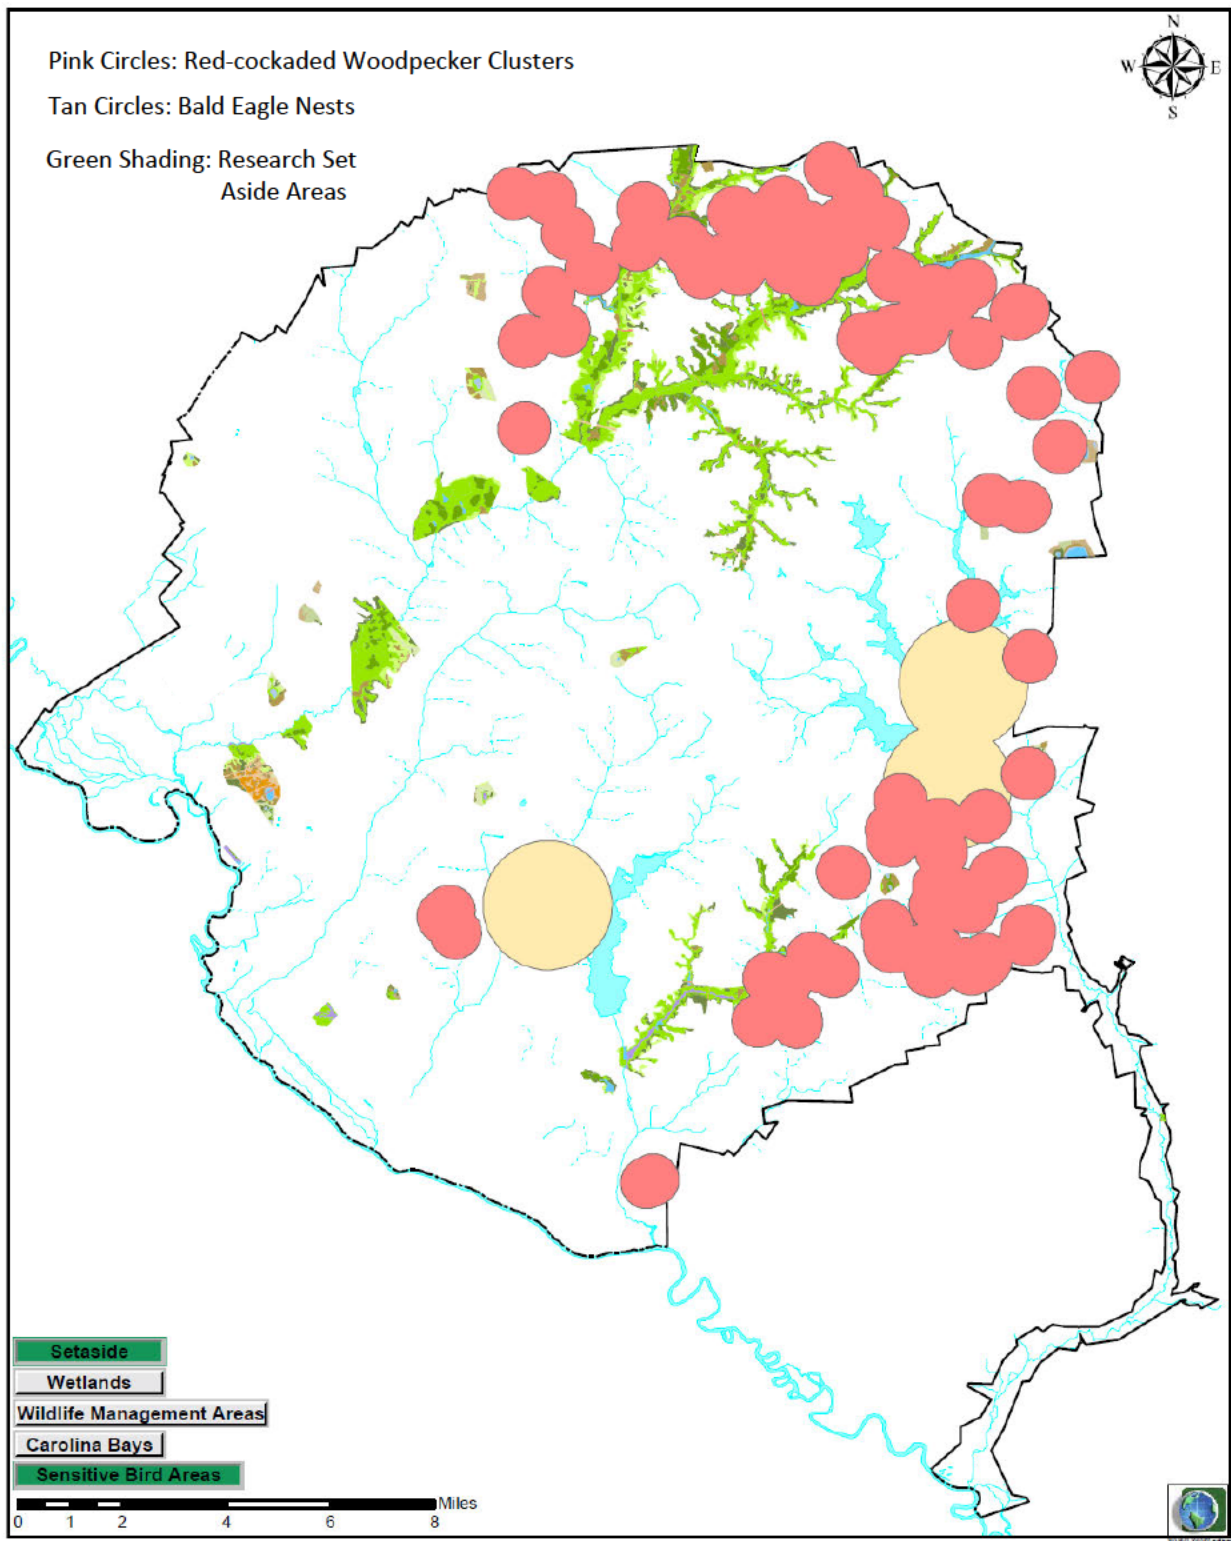 N
W E
S
Pink Circles: Red-cockaded Woodpecker Clusters
Tan Circles: Bald Eagle Nests
Green Shading: Research Set
Aside Areas
Setaside
Wetlands
Wildlife Management Areas
Carolina Bays
Sensitive Bird Areas
Miles
0 1 2 4 6 8